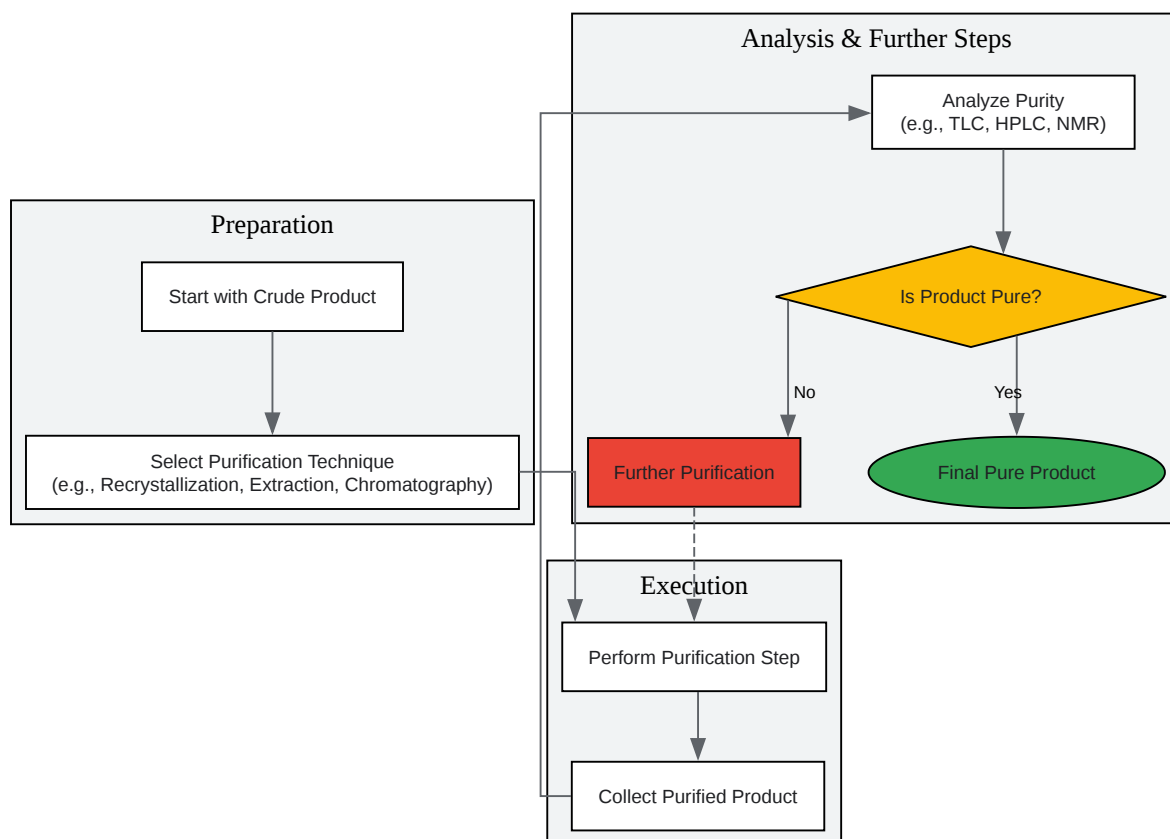 Analysis & Further Steps
Analyze Purity
(e.g., TLC, HPLC, NMR)
Preparation
Start with Crude Product
Is Product Pure?
No
Yes
Select Purification Technique
(e.g., Recrystallization, Extraction, Chromatography)
Further Purification
Final Pure Product
Execution
Perform Purification Step
Collect Purified Product